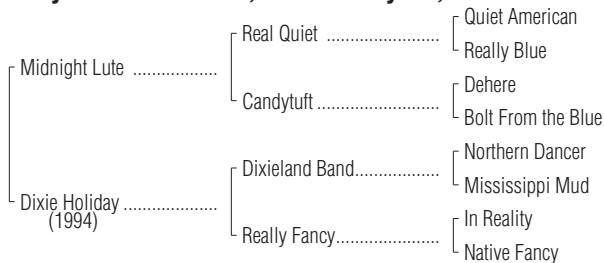 Quiet American
Real Quiet ....................
Really Blue
Midnight Lute ...............
Dehere
Candytuft ......................
Bolt From the Blue
Northern Dancer
Dixieland Band...............
Mississippi Mud
Dixie Holiday .................
(1994)
In Reality
Really Fancy..................
Native Fancy